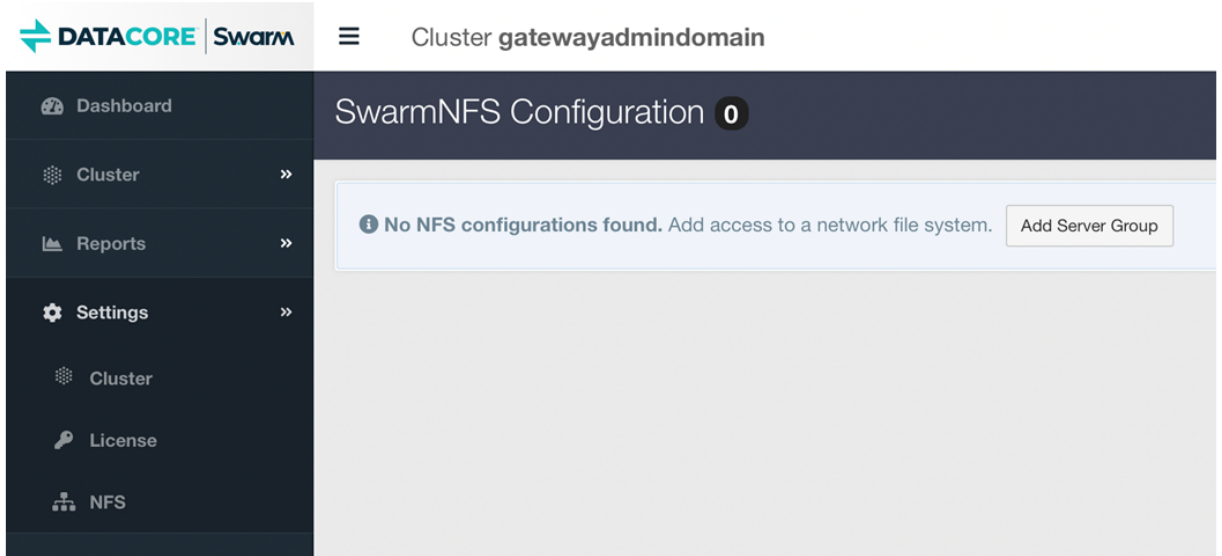 DATACORE Swarm
Cluster gatewayadmindomain
Dashboard
Cluster
Reports
Settings
Cluster
License
NFS
SwarmNFS Configuration 0
No NFS configurations found. Add access to a network file system. Add Server Group